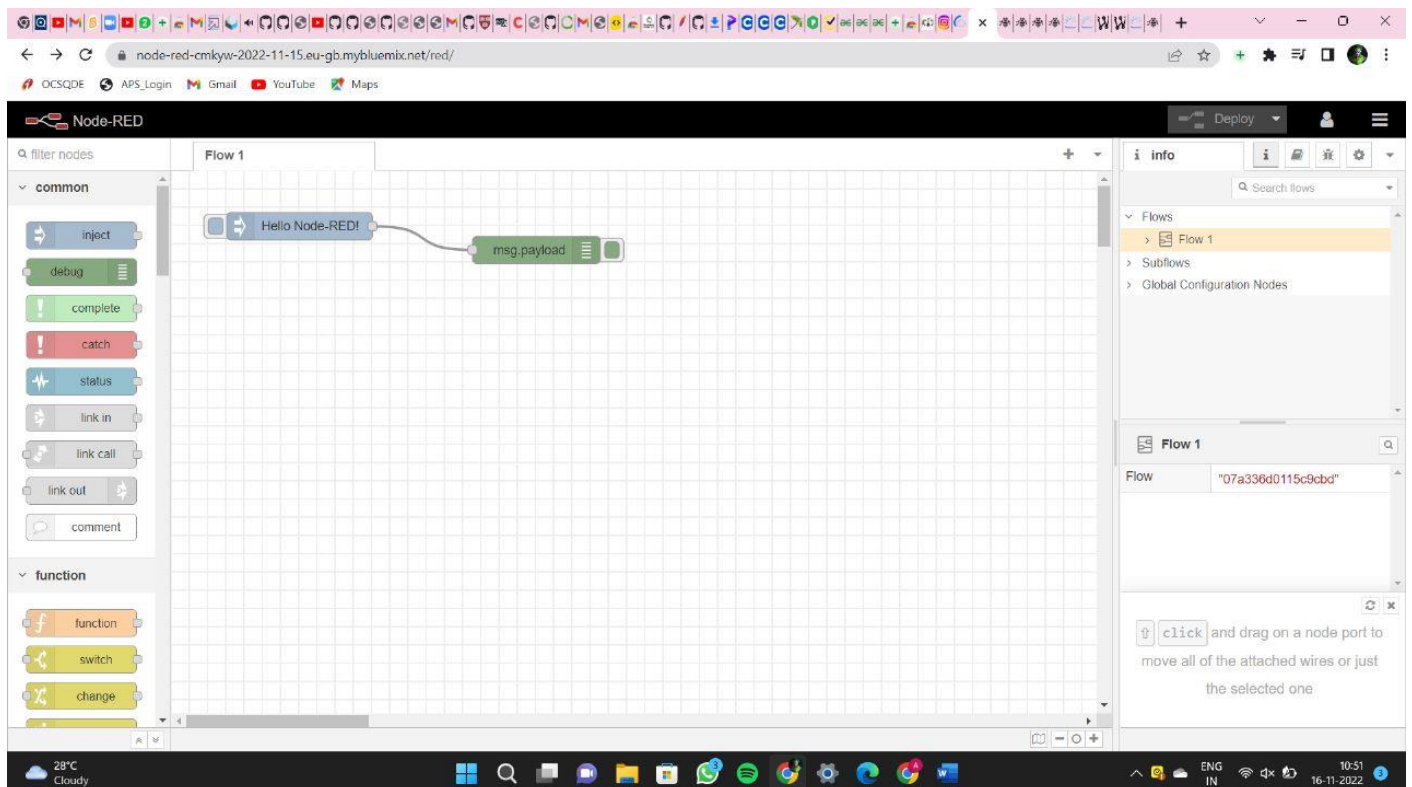 node-red-cmkyw-2022-11-15.eu-gb.mybluemix.net/red/
OCSQDE APS_Login Gmail YouTube Maps
Node-RED Deploy
filter nodes Flow 1 i info
common
Search flows
inject
debug
complete
catch
status
link in
link call
link out
comment
function
function
switch
change
Hello Node-RED!
msg.payload
Flows
Flow 1
Subflows
Global Configuration Nodes
Flow 1
Flow "07a336d0115c9cbd"
⇧ click and drag on a node port to
move all of the attached wires or just
the selected one
28°C
Cloudy
ENG
IN
10:51
16-11-2022
3
3